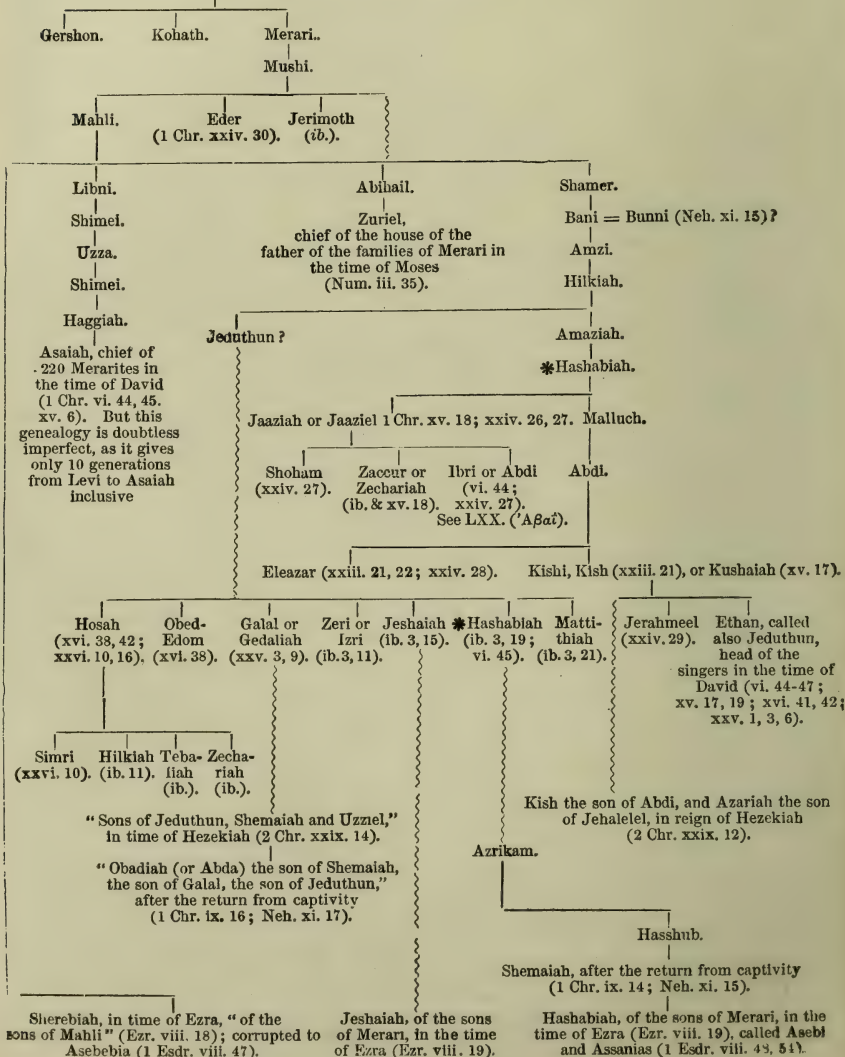 Gershon. Kohath. Merari..
Mushi.
Mahli. Eder Jerimoth
(1 Chr. xxiv. 30). (ib.).
Libni. Abihail. Shamer.
Shimei. Zuriel, Bani = Bunni (Neh. xi. 15)?
chief of the house of the
Uzza. father of the families of Merari in Amzi.
the time of Moses
Shimei. (Num. iii. 35). Hilkiah.
Haggiah. Jeduthun? Amaziah.
Asaiah, chief of
220 Merarites in
the time of David
(1 Chr. vi. 44, 45.
xv. 6). But this
genealogy is doubtless
imperfect, as it gives
only 10 generations
from Levi to Asaiah
inclusive
*Hashabiah.
Jaaziah or Jaaziel 1 Chr. xv. 18; xxiv. 26, 27. Malluch.
Shoham Zaccur or Ibri or Abdi Abdi.
(xxiv. 27). Zechariah (vi. 44;
(ib. & xv. 18). xxiv. 27).
See LXX. ('Αβαΐ).
Eleazar (xxiii. 21, 22; xxiv. 28). Kishi, Kish (xxiii. 21), or Kushaiah (xv. 17).
Hosah Obed- Galal or Zeri or Jeshaiah *Hashabiah Matti- Jerahmeel Ethan, called
(xvi. 38, 42; Edom Gedaliah Izri (ib. 3, 15). (ib. 3, 19; thiah (xxiv. 29). also Jeduthun,
xxvi. 10, 16). (xvi. 38). (xxv. 3, 9). (ib. 3, 11). vi. 45). (ib. 3, 21). head of the
singers in the time of
David (vi. 44-47;
xv. 17, 19; xvi. 41, 42;
xxv. 1, 3, 6).
Simri Hilkiah Teba- Zecha-
(xxvi. 10). (ib. 11). liah riah
(ib.). (ib.).
Kish the son of Abdi, and Azariah the son
of Jehalelel, in reign of Hezekiah
(2 Chr. xxix. 12).
"Sons of Jeduthun, Shemaiah and Uzziel,"
in time of Hezekiah (2 Chr. xxix. 14).
Azrikam.
"Obadiah (or Abda) the son of Shemaiah,
the son of Galal, the son of Jeduthun,"
after the return from captivity
(1 Chr. ix. 16; Neh. xi. 17).
Hasshub.
Shemaiah, after the return from captivity
(1 Chr. ix. 14; Neh. xi. 15).
Sherebiah, in time of Ezra, "of the Jeshaiah, of the sons Hashabiah, of the sons of Merari, in the
sons of Mahli" (Ezr. viii. 18); corrupted to of Merari, in the time time of Ezra (Ezr. viii. 19), called Asebi
Asebebia (1 Esdr. viii. 47). of Ezra (Ezr. viii. 19). and Assanias (1 Esdr. viii. 48, 54).